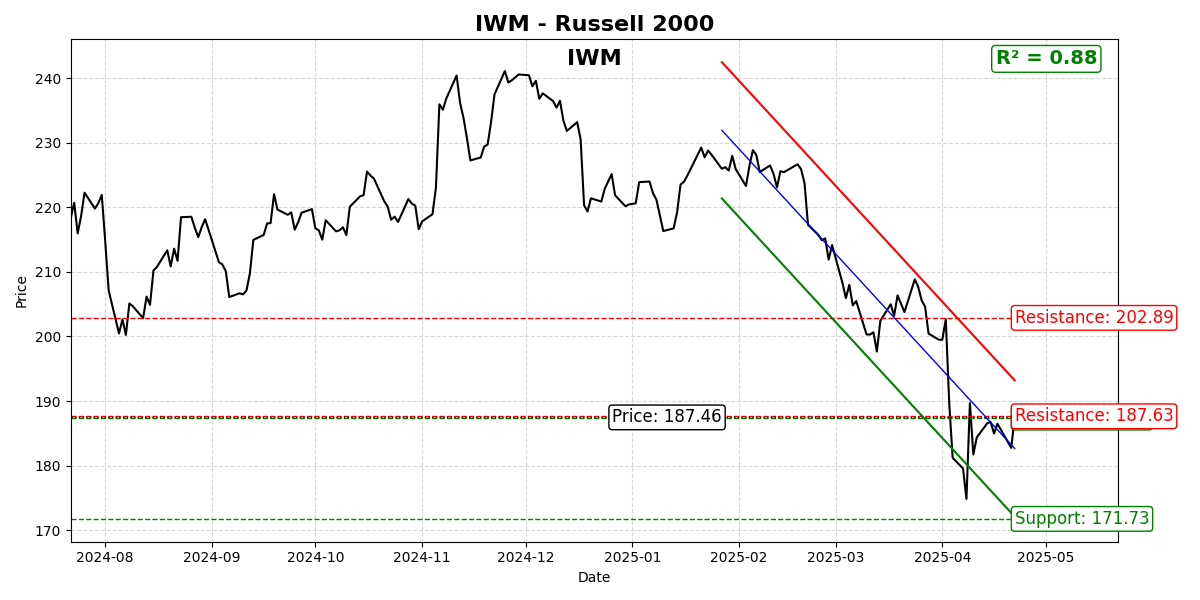 IWM - Russell 2000
IWM
R² = 0.88
Price
240
230
220
210
200
190
180
170
Resistance: 202.89
Price: 187.46
Resistance: 187.63
Support: 171.73
2024-08 2024-09 2024-10 2024-11 2024-12 2025-01 2025-02 2025-03 2025-04 2025-05
Date